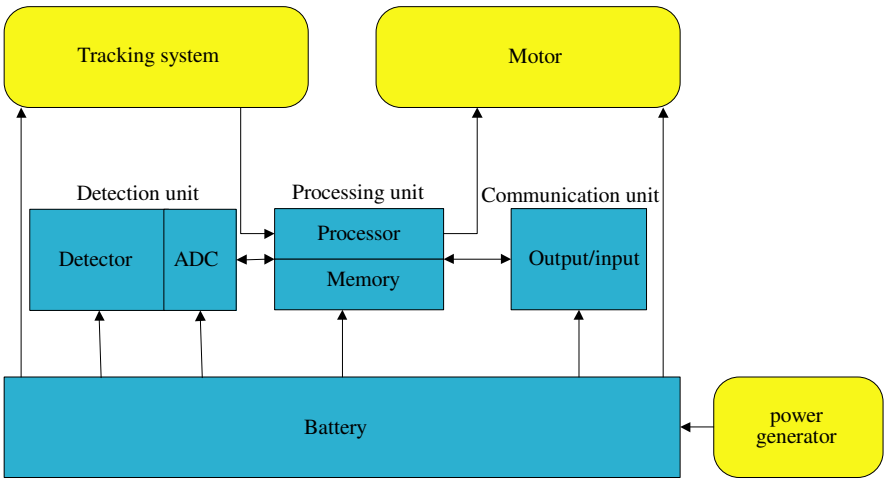 Tracking system
Motor
Detection unit
Processing unit
Communication unit
Detector
ADC
Processor
Memory
Output/input
Battery
power
generator